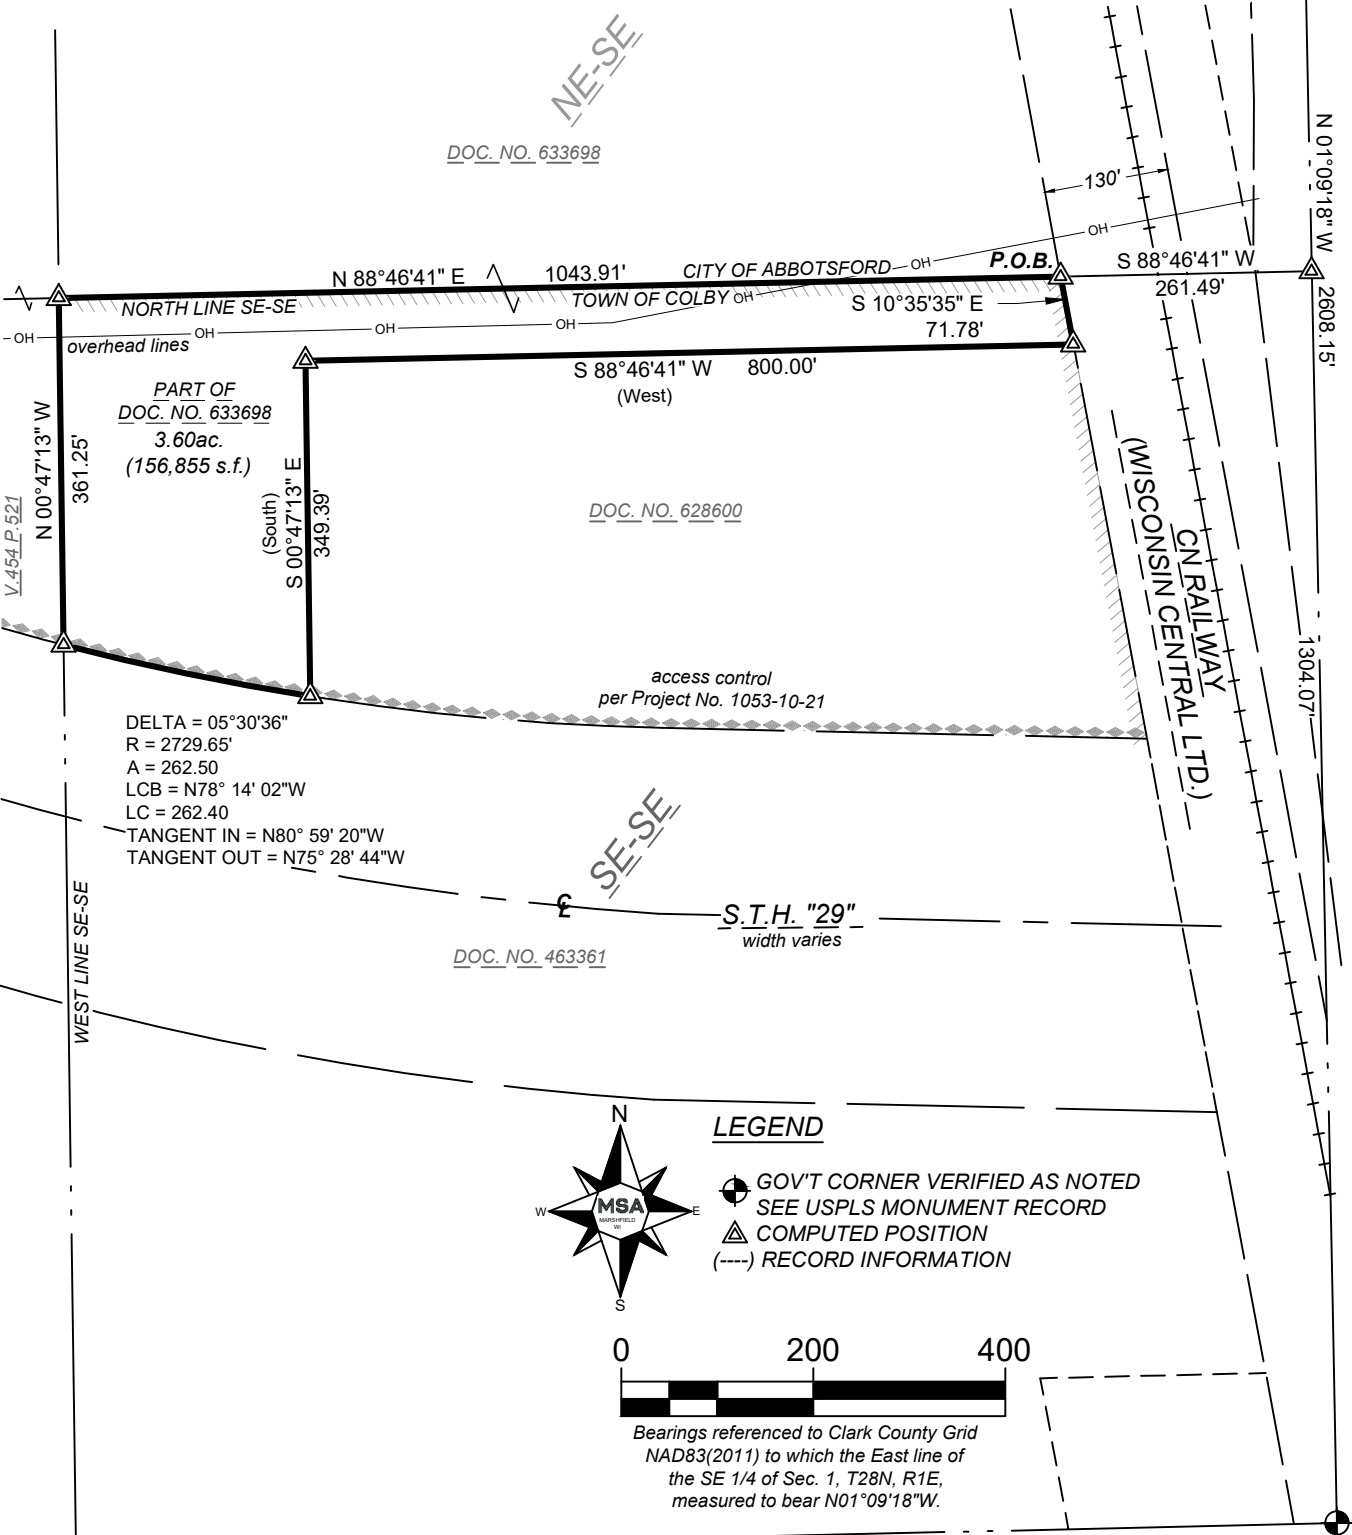 NE-SE
DOC. NO. 633698
N 01°09'18" W
2608.15'
130'
OH
OH
P.O.B.
S 88°46'41" W
261.49'
N 88°46'41" E
1043.91'
CITY OF ABBOTSFORD
NORTH LINE SE-SE
TOWN OF COLBY
OH
S 10°35'35" E
71.78'
OH
OH
OH
OH
overhead lines
S 88°46'41" W
800.00'
(West)
PART OF
DOC. NO. 633698
3.60ac.
(156,855 s.f.)
N 00°47'13" W
361.25'
V.454 P.521
(South)
S 00°47'13" E
349.39'
DOC. NO. 628600
CN RAILWAY
(WISCONSIN CENTRAL LTD.)
1304.07'
access control
per Project No. 1053-10-21
DELTA = 05°30'36"
R = 2729.65'
A = 262.50
LCB = N78° 14' 02"W
LC = 262.40
TANGENT IN = N80° 59' 20"W
TANGENT OUT = N75° 28' 44"W
SE-SE
WEST LINE SE-SE
℄
S.T.H. "29"
width varies
DOC. NO. 463361
N
W
E
S
MSA
MARSHFIELD
WI
LEGEND
GOV'T CORNER VERIFIED AS NOTED
SEE USPLS MONUMENT RECORD
COMPUTED POSITION
(----) RECORD INFORMATION
0 200 400
Bearings referenced to Clark County Grid
NAD83(2011) to which the East line of
the SE 1/4 of Sec. 1, T28N, R1E,
measured to bear N01°09'18"W.